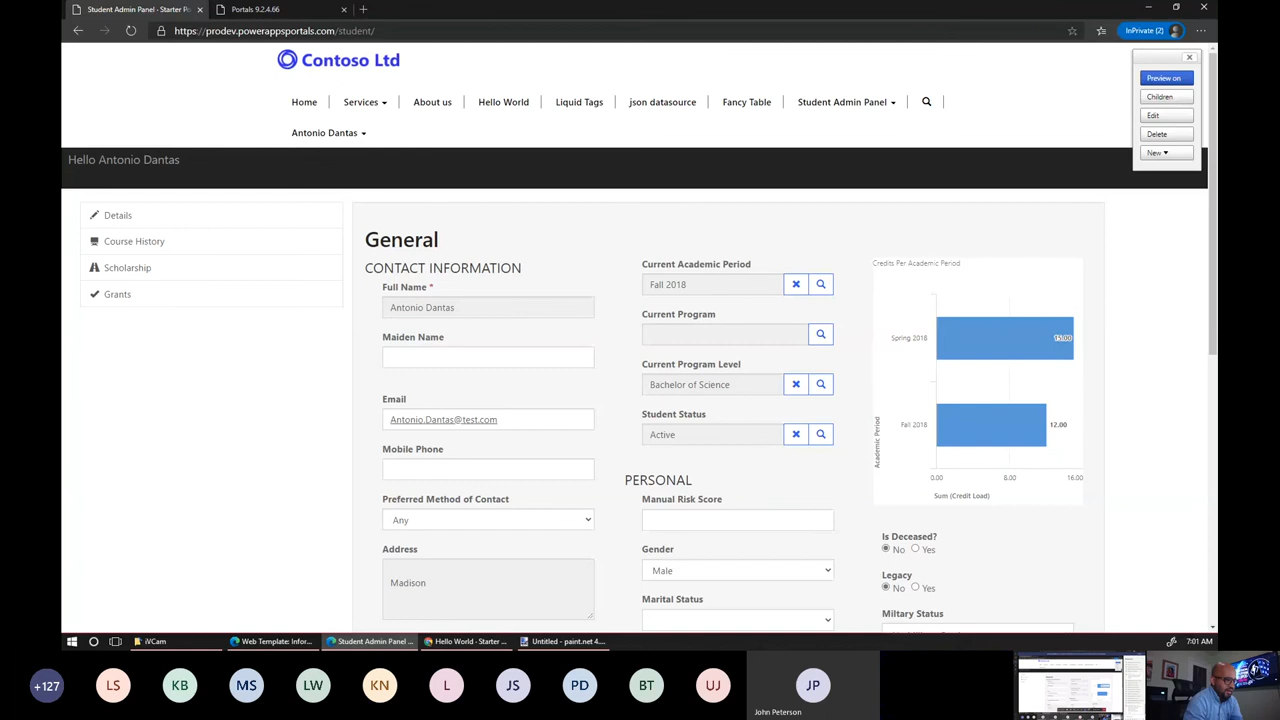 Student Admin Panel - Starter Po
Portals 9.2.4.66
https://prodev.powerappsportals.com/student/
InPrivate (2)
Contoso Ltd
Home
Services
About us
Hello World
Liquid Tags
json datasource
Fancy Table
Student Admin Panel
Antonio Dantas
Preview on
Children
Edit
Delete
New
Hello Antonio Dantas
Details
Course History
Scholarship
Grants
General
CONTACT INFORMATION
Full Name *
Antonio Dantas
Maiden Name
Email
Antonio.Dantas@test.com
Mobile Phone
Preferred Method of Contact
Any
Address
Madison
Current Academic Period
Fall 2018
Current Program
Current Program Level
Bachelor of Science
Student Status
Active
PERSONAL
Manual Risk Score
Gender
Male
Marital Status
Credits Per Academic Period
Spring 2018
15.00
Fall 2018
12.00
Academic Period
0.00
8.00
16.00
Sum (Credit Load)
Is Deceased?
No
Yes
Legacy
No
Yes
Miltary Status
iVCam
Web Template: Infor...
Student Admin Panel ...
Hello World - Starter ...
Untitled - paint.net 4....
7:01 AM
+127
LS
KB
MS
LW
KN
JS
PD
BT
UJ
JP
John Peterson